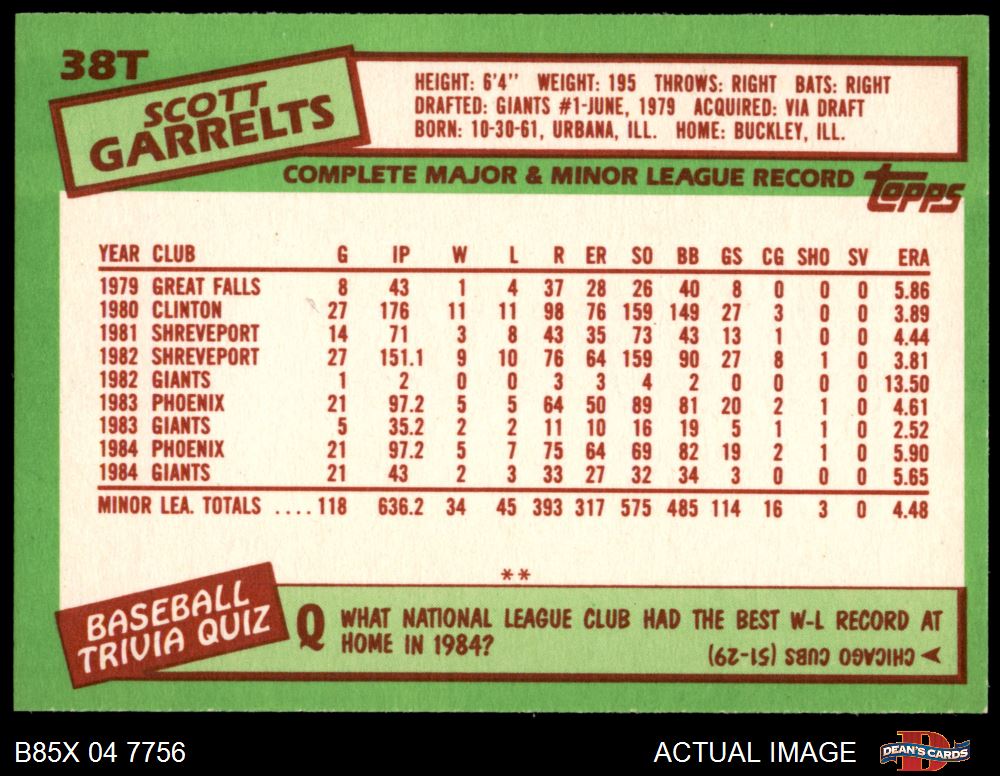 38T
SCOTT
GARRELTS
HEIGHT: 6'4'' WEIGHT: 195 THROWS: RIGHT BATS: RIGHT
DRAFTED: GIANTS #1-JUNE, 1979 ACQUIRED: VIA DRAFT
BORN: 10-30-61, URBANA, ILL. HOME: BUCKLEY, ILL.
COMPLETE MAJOR & MINOR LEAGUE RECORD topps
YEAR CLUB G IP W L R ER SO BB GS CG SHO SV ERA
1979 GREAT FALLS 8 43 1 4 37 28 26 40 8 0 0 0 5.86
1980 CLINTON 27 176 11 11 98 76 159 149 27 3 0 0 3.89
1981 SHREVEPORT 14 71 3 8 43 35 73 43 13 1 0 0 4.44
1982 SHREVEPORT 27 151.1 9 10 76 64 159 90 27 8 1 0 3.81
1982 GIANTS 1 2 0 0 3 3 4 2 0 0 0 0 13.50
1983 PHOENIX 21 97.2 5 5 64 50 89 81 20 2 1 0 4.61
1983 GIANTS 5 35.2 2 2 11 10 16 19 5 1 1 0 2.52
1984 PHOENIX 21 97.2 5 7 75 64 69 82 19 2 1 0 5.90
1984 GIANTS 21 43 2 3 33 27 32 34 3 0 0 0 5.65
MINOR LEA. TOTALS .... 118 636.2 34 45 393 317 575 485 114 16 3 0 4.48
**
BASEBALL
TRIVIA QUIZ
Q WHAT NATIONAL LEAGUE CLUB HAD THE BEST W-L RECORD AT
HOME IN 1984?
CHICAGO CUBS (51-29)
B85X 04 7756
ACTUAL IMAGE
D
DEAN'S CARDS